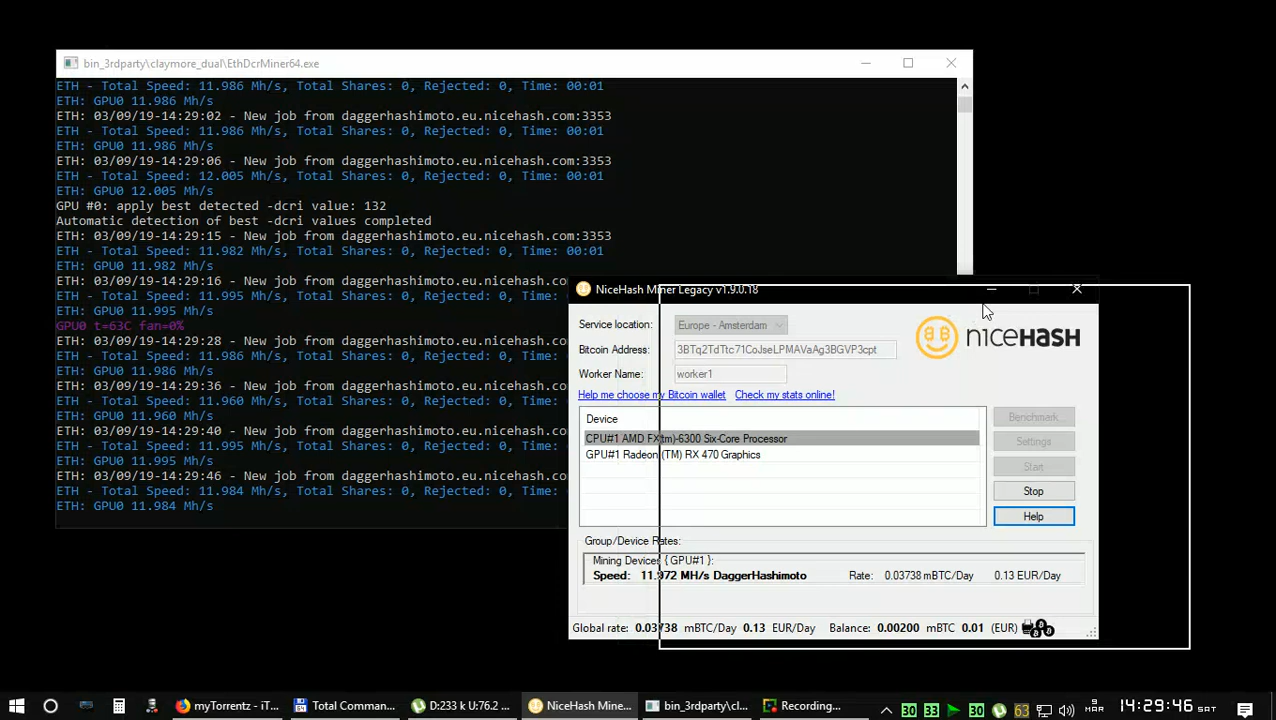 bin_3rdparty\claymore_dual\EthDcrMiner64.exe
ETH - Total Speed: 11.986 Mh/s, Total Shares: 0, Rejected: 0, Time: 00:01
ETH: GPU0 11.986 Mh/s
ETH: 03/09/19-14:29:02 - New job from daggerhashimoto.eu.nicehash.com:3353
ETH - Total Speed: 11.986 Mh/s, Total Shares: 0, Rejected: 0, Time: 00:01
ETH: GPU0 11.986 Mh/s
ETH: 03/09/19-14:29:06 - New job from daggerhashimoto.eu.nicehash.com:3353
ETH - Total Speed: 12.005 Mh/s, Total Shares: 0, Rejected: 0, Time: 00:01
ETH: GPU0 12.005 Mh/s
GPU #0: apply best detected -dcri value: 132
Automatic detection of best -dcri values completed
ETH: 03/09/19-14:29:15 - New job from daggerhashimoto.eu.nicehash.com:3353
ETH - Total Speed: 11.982 Mh/s, Total Shares: 0, Rejected: 0, Time: 00:01
ETH: GPU0 11.982 Mh/s
ETH: 03/09/19-14:29:16 - New job from daggerhashimoto.eu.nicehash.com:3353
ETH - Total Speed: 11.995 Mh/s, Total Shares: 0, Rejected: 0,
ETH: GPU0 11.995 Mh/s
GPU0 t=63C fan=0%
ETH: 03/09/19-14:29:28 - New job from daggerhashimoto.eu.niceh
ETH - Total Speed: 11.986 Mh/s, Total Shares: 0, Rejected: 0,
ETH: GPU0 11.986 Mh/s
ETH: 03/09/19-14:29:36 - New job from daggerhashimoto.eu.niceh
ETH - Total Speed: 11.960 Mh/s, Total Shares: 0, Rejected: 0,
ETH: GPU0 11.960 Mh/s
ETH: 03/09/19-14:29:40 - New job from daggerhashimoto.eu.niceh
ETH - Total Speed: 11.995 Mh/s, Total Shares: 0, Rejected: 0,
ETH: GPU0 11.995 Mh/s
ETH: 03/09/19-14:29:46 - New job from daggerhashimoto.eu.niceh
ETH - Total Speed: 11.984 Mh/s, Total Shares: 0, Rejected: 0,
ETH: GPU0 11.984 Mh/s
NiceHash Miner Legacy v1.9.0.18
Service location: Europe - Amsterdam
nicEHASH
Bitcoin Address: 3BTq2TdTtc71CoJseLPMAVaAg3BGVP3cpt
Worker Name: worker1
Help me choose my Bitcoin wallet Check my stats online!
Device
CPU#1 AMD FX(tm)-6300 Six-Core Processor
GPU#1 Radeon (TM) RX 470 Graphics
Benchmark
Settings
Start
Stop
Help
Group/Device Rates:
Mining Devices { GPU#1 }:
Speed: 11.972 MH/s DaggerHashimoto Rate: 0.03738 mBTC/Day 0.13 EUR/Day
Global rate: 0.03738 mBTC/Day 0.13 EUR/Day Balance: 0.00200 mBTC 0.01 (EUR)
myTorrentz - iT... Total Comman... D:233 k U:76.2 ... NiceHash Mine... bin_3rdparty\cl... Recording... 30 33 30 63 14:29:46 SAT